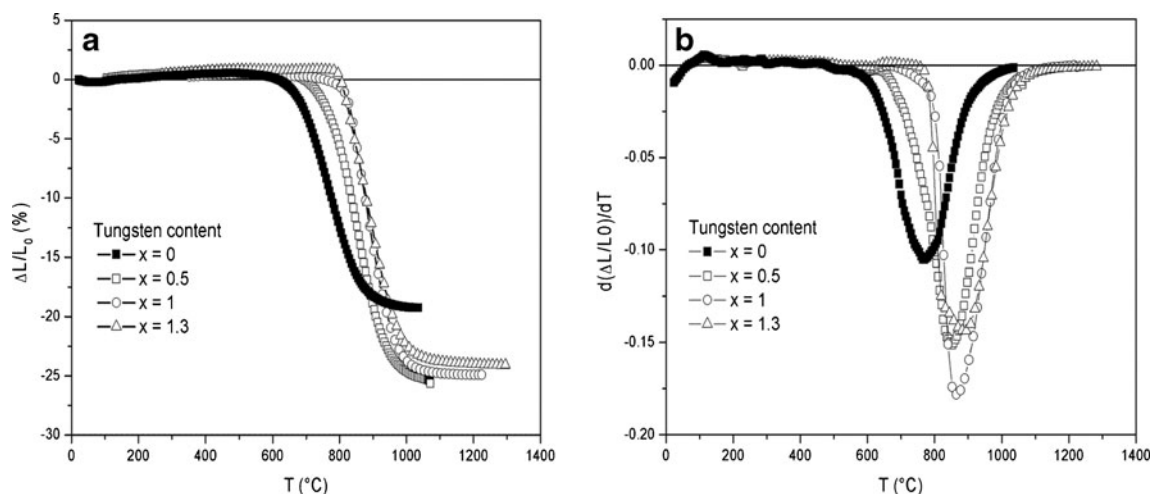 a
5
0
-5
-10
-15
-20
-25
-30
ΔL/L0 (%)
Tungsten content
x = 0
x = 0.5
x = 1
x = 1.3
0 200 400 600 800 1000 1200 1400
T (°C)
b
0.00
-0.05
-0.10
-0.15
-0.20
d(ΔL/L0)/dT
Tungsten content
x = 0
x = 0.5
x = 1
x = 1.3
0 200 400 600 800 1000 1200 1400
T (°C)